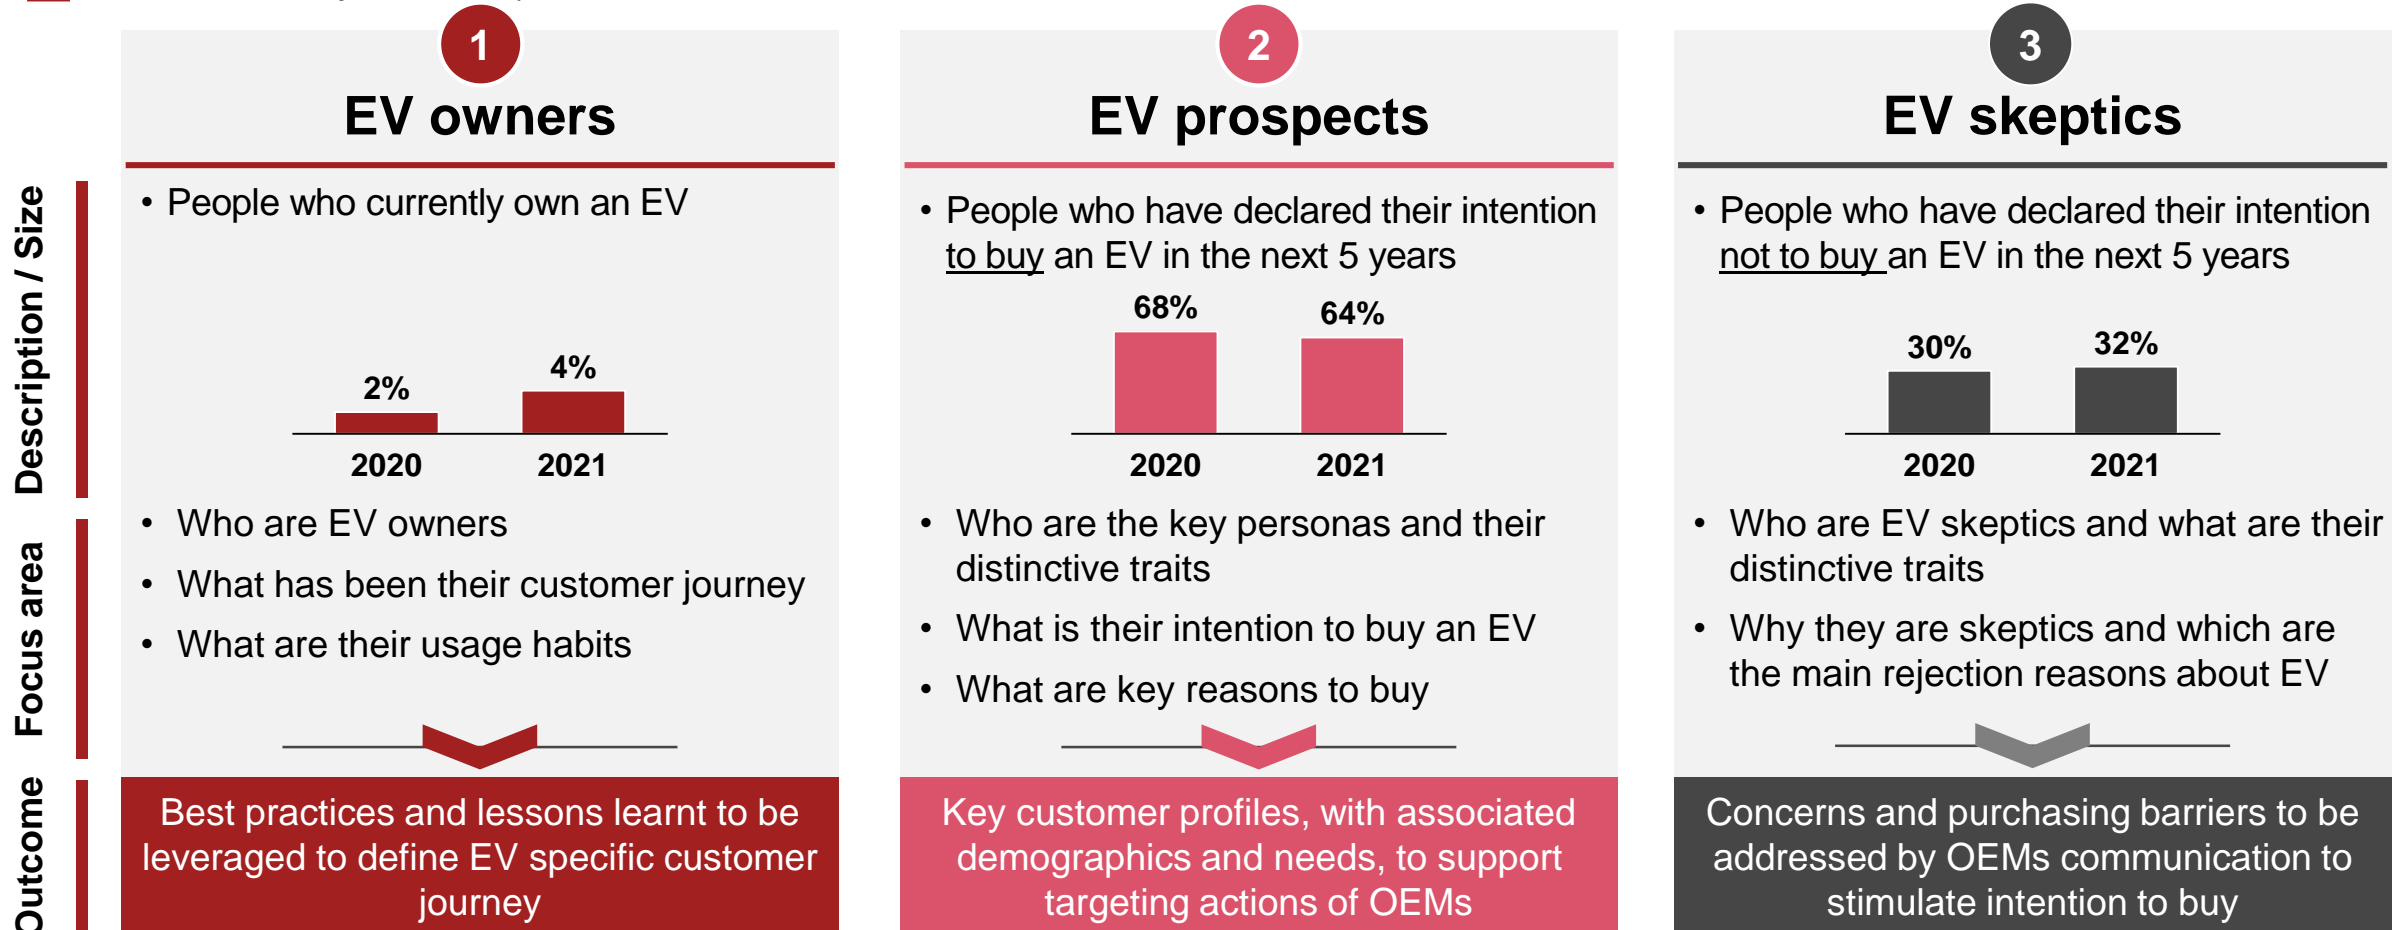 1
EV owners
2
EV prospects
3
EV skeptics
Description / Size
• People who currently own an EV
2%
4%
2020 2021
• People who have declared their intention
to buy an EV in the next 5 years
68%
64%
2020 2021
• People who have declared their intention
not to buy an EV in the next 5 years
30%
32%
2020 2021
Focus area
• Who are EV owners
• What has been their customer journey
• What are their usage habits
• Who are the key personas and their
distinctive traits
• What is their intention to buy an EV
• What are key reasons to buy
• Who are EV skeptics and what are their
distinctive traits
• Why they are skeptics and which are
the main rejection reasons about EV
Outcome
Best practices and lessons learnt to be
leveraged to define EV specific customer
journey
Key customer profiles, with associated
demographics and needs, to support
targeting actions of OEMs
Concerns and purchasing barriers to be
addressed by OEMs communication to
stimulate intention to buy